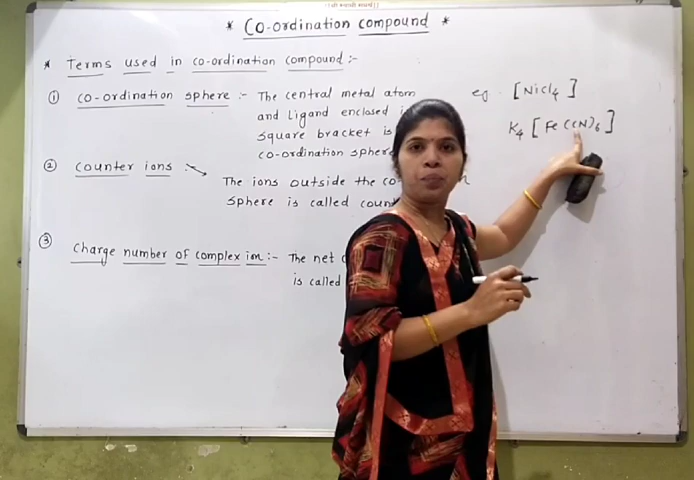 ॥श्री स्वामी समर्थ॥
* Co-ordination compound *
* Terms used in co-ordination compound :-
① co-ordination sphere :- The central metal atom
and Ligand enclosed
square bracket is
co-ordination spher
② counter ions :-
The ions outside the co
sphere is called coun
③ Charge number of complex ion :- The net
is called
eg. [NiCl4]
K4 [Fe(CN)6]